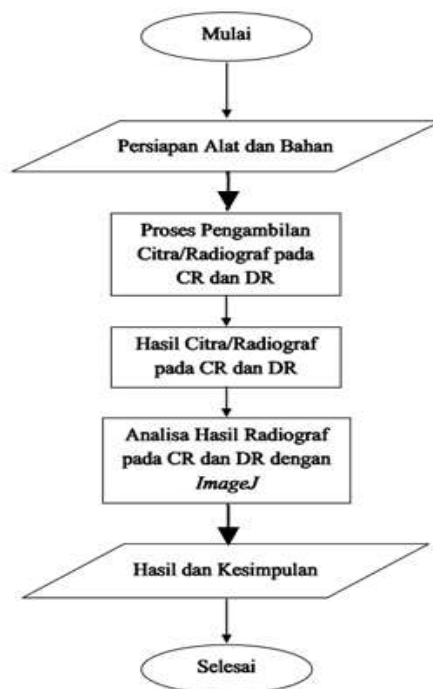 Mulai
Persiapan Alat dan Bahan
Proses Pengambilan
Citra/Radiograf pada
CR dan DR
Hasil Citra/Radiograf
pada CR dan DR
Analisa Hasil Radiograf
pada CR dan DR dengan
ImageJ
Hasil dan Kesimpulan
Selesai